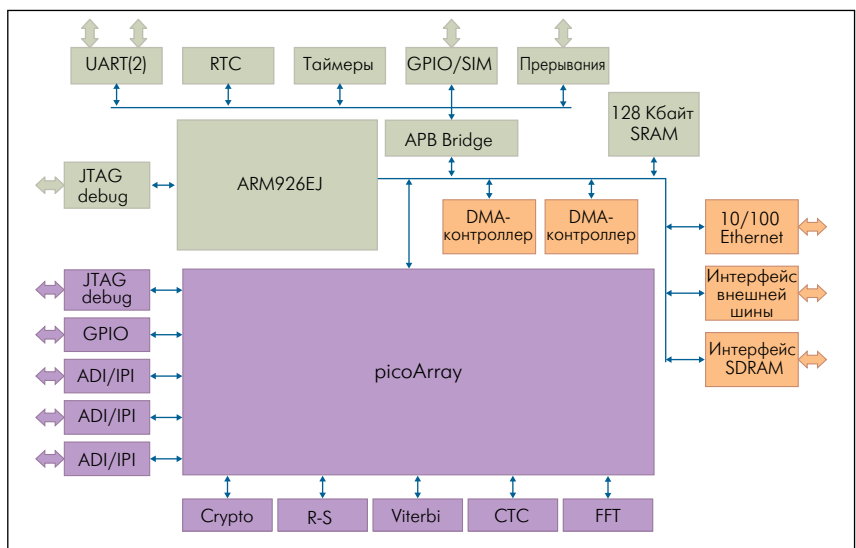 UART(2)
RTC
Таймеры
GPIO/SIM
Прерывания
128 Кбайт
SRAM
APB Bridge
JTAG
debug
ARM926EJ
DMA-
контроллер
DMA-
контроллер
10/100
Ethernet
JTAG
debug
Интерфейс
внешней
шины
GPIO
Интерфейс
SDRAM
ADI/IPI
picoArray
ADI/IPI
ADI/IPI
Crypto
R-S
Viterbi
CTC
FFT